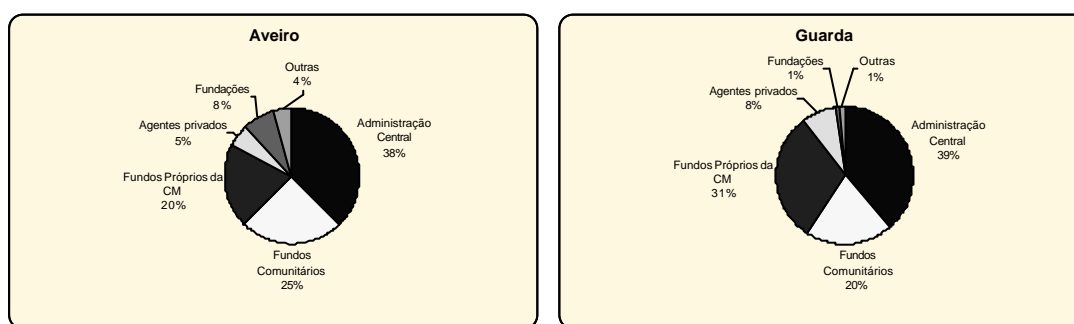 Aveiro
Outras
4%
Fundações
8%
Agentes privados
5%
Administração
Central
38%
Fundos Próprios da
CM
20%
Fundos
Comunitários
25%
Guarda
Fundações
1%
Outras
1%
Agentes privados
8%
Administração
Central
39%
Fundos Próprios da
CM
31%
Fundos
Comunitários
20%